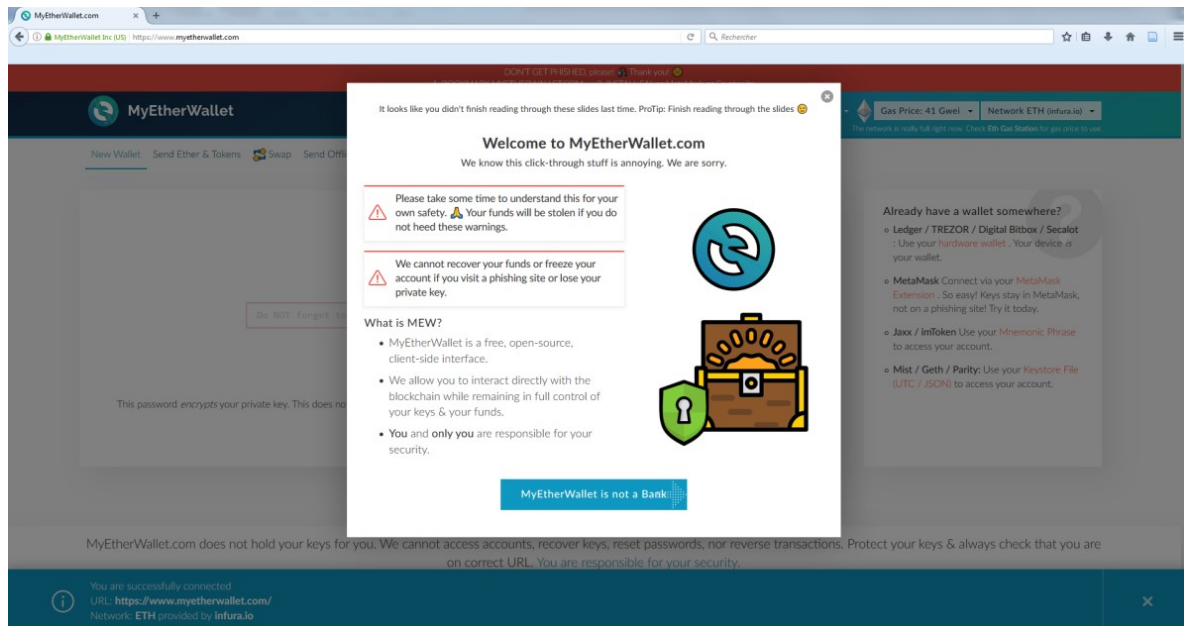 MyEtherWallet.com
MyEtherWallet Inc (US) https://www.myetherwallet.com
Rechercher
DON'T GET PHISHED, please! Thank you!
It looks like you didn't finish reading through these slides last time. ProTip: Finish reading through the slides
MyEtherWallet
Gas Price: 41 Gwei
Network ETH (infura.io)
The network is really full right now. Check Eth Gas Station for gas price to use.
New Wallet Send Ether & Tokens Swap Send Offli
Welcome to MyEtherWallet.com
We know this click-through stuff is annoying. We are sorry.
Please take some time to understand this for your
own safety. 🙏 Your funds will be stolen if you do
not heed these warnings.
We cannot recover your funds or freeze your
account if you visit a phishing site or lose your
private key.
What is MEW?
• MyEtherWallet is a free, open-source,
client-side interface.
• We allow you to interact directly with the
blockchain while remaining in full control of
your keys & your funds.
• You and only you are responsible for your
security.
MyEtherWallet is not a Bank
Do NOT forget to
This password encrypts your private key. This does no
Already have a wallet somewhere?
Ledger / TREZOR / Digital Bitbox / Secalot
: Use your hardware wallet . Your device is
your wallet.
MetaMask Connect via your MetaMask
Extension . So easy! Keys stay in MetaMask,
not on a phishing site! Try it today.
Jaxx / imToken Use your Mnemonic Phrase
to access your account.
Mist / Geth / Parity: Use your Keystore File
(UTC / JSON) to access your account.
MyEtherWallet.com does not hold your keys for you. We cannot access accounts, recover keys, reset passwords, nor reverse transactions. Protect your keys & always check that you are
on correct URL. You are responsible for your security.
You are successfully connected
URL: https://www.myetherwallet.com/
Network: ETH provided by infura.io